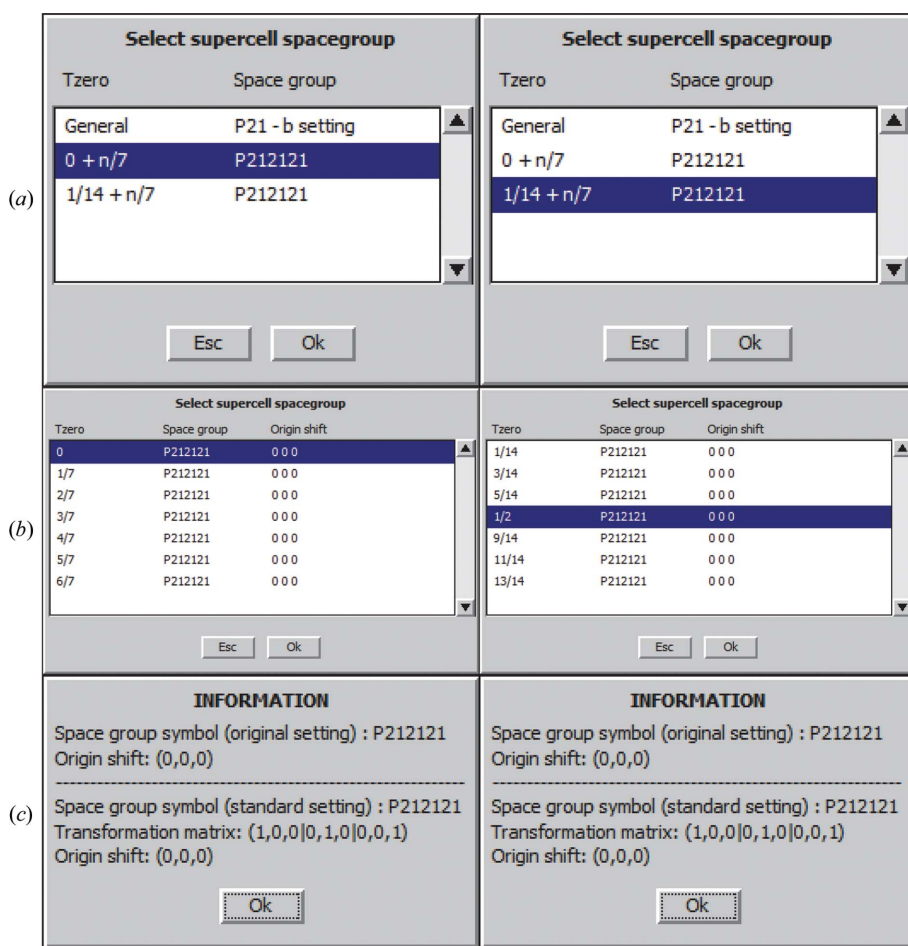 (a)
Select supercell spacegroup
Tzero Space group
General P21 - b setting
0 + n/7 P212121
1/14 + n/7 P212121
Esc Ok
Select supercell spacegroup
Tzero Space group
General P21 - b setting
0 + n/7 P212121
1/14 + n/7 P212121
Esc Ok
(b)
Select supercell spacegroup
Tzero Space group Origin shift
0 P212121 0 0 0
1/7 P212121 0 0 0
2/7 P212121 0 0 0
3/7 P212121 0 0 0
4/7 P212121 0 0 0
5/7 P212121 0 0 0
6/7 P212121 0 0 0
Esc Ok
Select supercell spacegroup
Tzero Space group Origin shift
1/14 P212121 0 0 0
3/14 P212121 0 0 0
5/14 P212121 0 0 0
1/2 P212121 0 0 0
9/14 P212121 0 0 0
11/14 P212121 0 0 0
13/14 P212121 0 0 0
Esc Ok
(c)
INFORMATION
Space group symbol (original setting) : P212121
Origin shift: (0,0,0)
Space group symbol (standard setting) : P212121
Transformation matrix: (1,0,0|0,1,0|0,0,1)
Origin shift: (0,0,0)
Ok
INFORMATION
Space group symbol (original setting) : P212121
Origin shift: (0,0,0)
Space group symbol (standard setting) : P212121
Transformation matrix: (1,0,0|0,1,0|0,0,1)
Origin shift: (0,0,0)
Ok